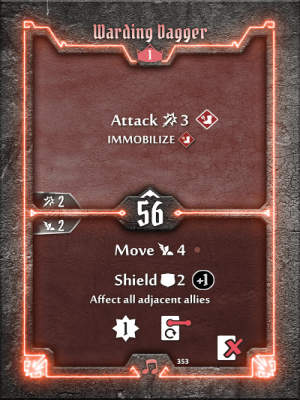 Warding Dagger
1
Attack 3
IMMOBILIZE
2
56
2
Move 4
Shield 2 +1
Affect all adjacent allies
1
353